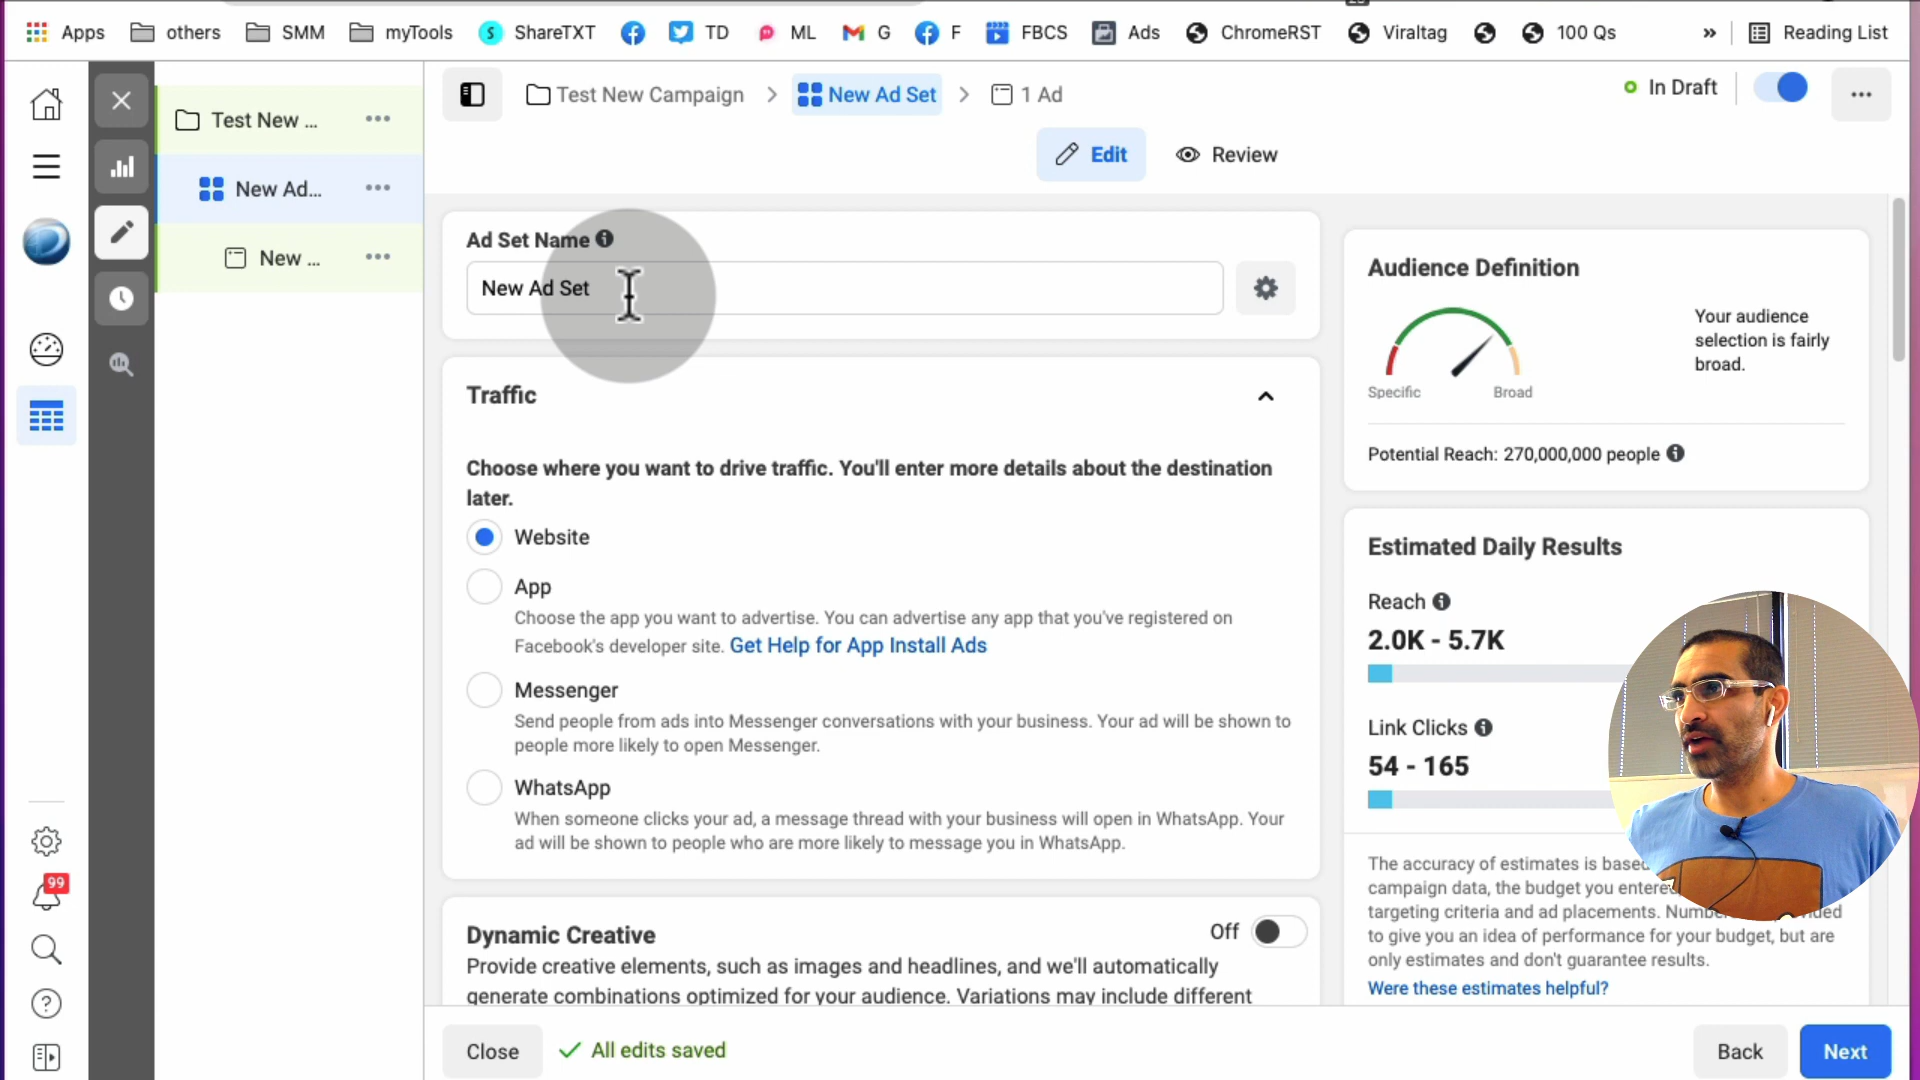 Apps
others
SMM
myTools
S
ShareTXT
TD
ML
G
F
FBCS
Ads
ChromeRST
Viraltag
100 Qs
»
Reading List
Test New ...
New Ad...
New ...
Test New Campaign > New Ad Set > 1 Ad
In Draft
Edit
Review
Ad Set Name
New Ad Set
Traffic
Choose where you want to drive traffic. You'll enter more details about the destination
later.
Website
App
Choose the app you want to advertise. You can advertise any app that you've registered on
Facebook's developer site. Get Help for App Install Ads
Messenger
Send people from ads into Messenger conversations with your business. Your ad will be shown to
people more likely to open Messenger.
WhatsApp
When someone clicks your ad, a message thread with your business will open in WhatsApp. Your
ad will be shown to people who are more likely to message you in WhatsApp.
Dynamic Creative
Off
Provide creative elements, such as images and headlines, and we'll automatically
generate combinations optimized for your audience. Variations may include different
Audience Definition
Your audience
selection is fairly
broad.
Specific
Broad
Potential Reach: 270,000,000 people
Estimated Daily Results
Reach
2.0K - 5.7K
Link Clicks
54 - 165
The accuracy of estimates is based
campaign data, the budget you entered
targeting criteria and ad placements.
to give you an idea of performance for your budget, but are
only estimates and don't guarantee results.
Were these estimates helpful?
99
Close
All edits saved
Back
Next